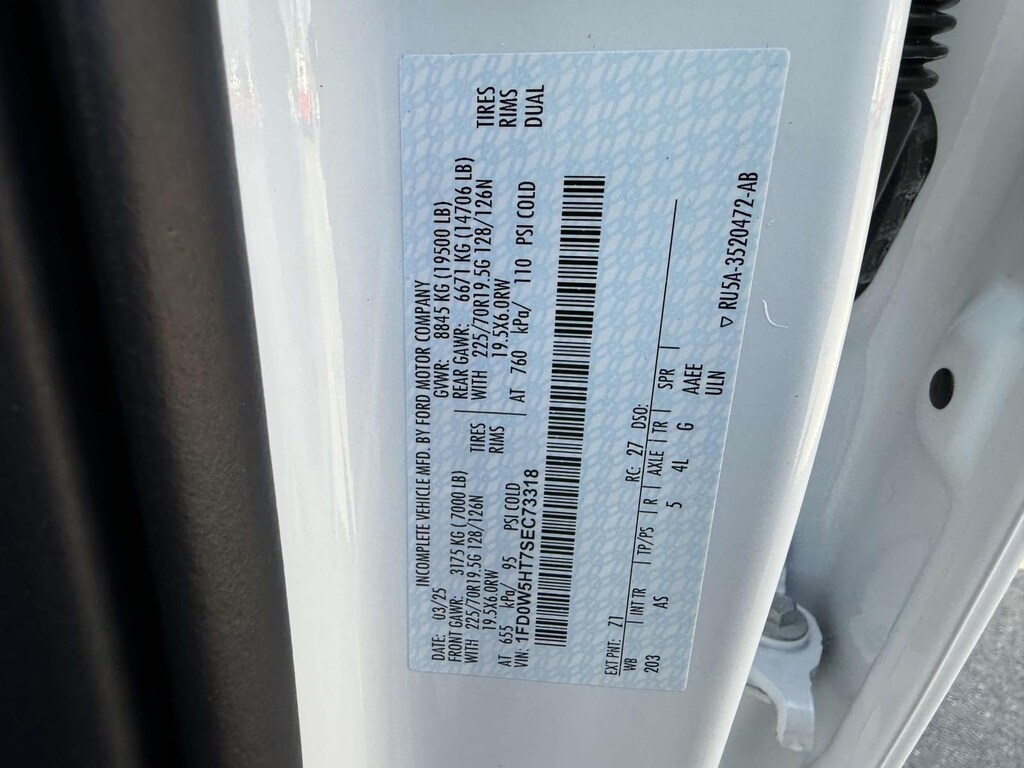 INCOMPLETE VEHICLE MFD. BY FORD MOTOR COMPANY
DATE: 03/25 GVWR: 8845 KG (19500 LB)
FRONT GAWR: 3175 KG (7000 LB) REAR GAWR: 6671 KG (14706 LB)
WITH 225/70R19.5G 128/126N TIRES WITH 225/70R19.5G 128/126N TIRES
19.5X6.0RW RIMS 19.5X6.0RW RIMS
AT 655 kPa/ 95 PSI COLD AT 760 kPa/ 110 PSI COLD DUAL
VIN: 1FD0W5HT7SEC73318
EXT PNT: Z1 RC: 27 DSO:
WB INT TR TP/PS R AXLE TR SPR
203 AS 5 4L G AAEE
ULN
▽ RU5A-3520472-AB